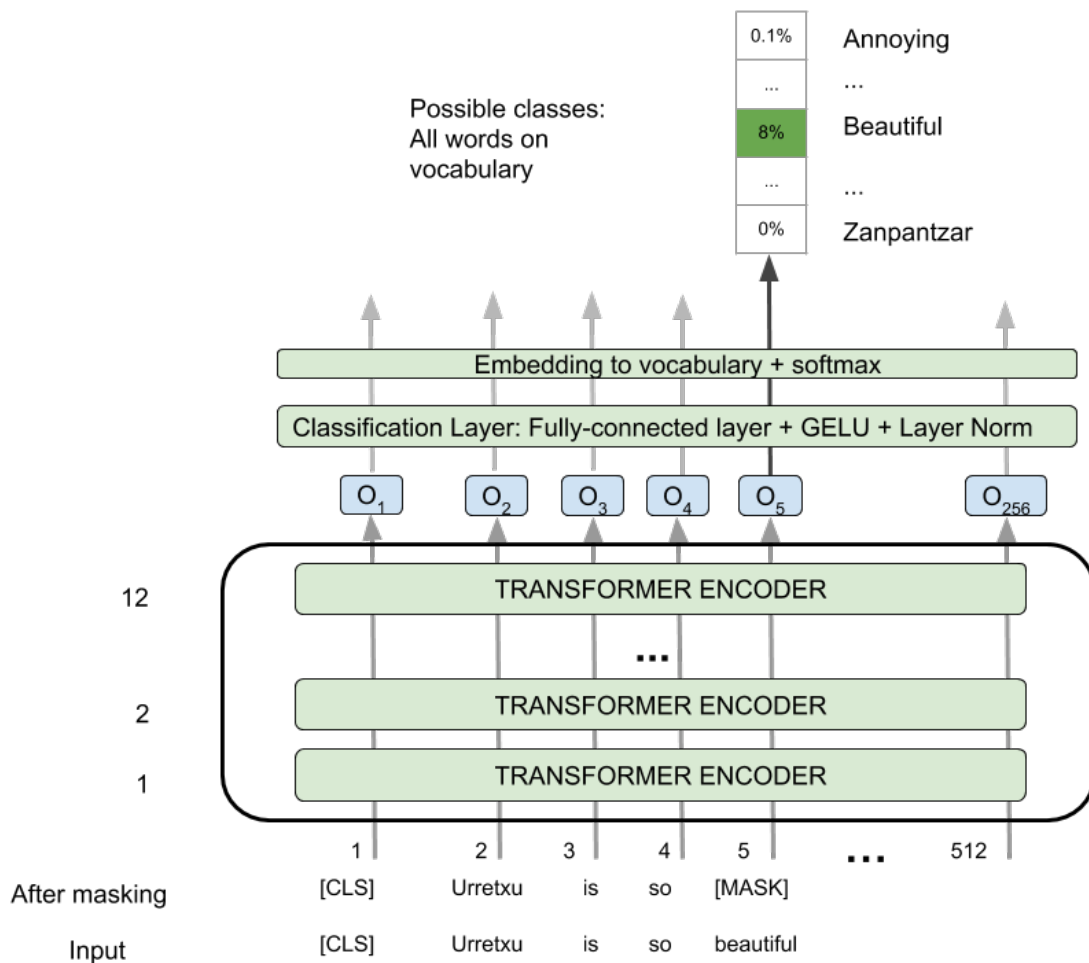 0.1% Annoying
... ...
Possible classes:
All words on
vocabulary
8% Beautiful
... ...
0% Zanpantzar
Embedding to vocabulary + softmax
Classification Layer: Fully-connected layer + GELU + Layer Norm
O1 O2 O3 O4 O5 O256
12 TRANSFORMER ENCODER
...
2 TRANSFORMER ENCODER
1 TRANSFORMER ENCODER
1 2 3 4 5 ... 512
After masking [CLS] Urretxu is so [MASK]
Input [CLS] Urretxu is so beautiful